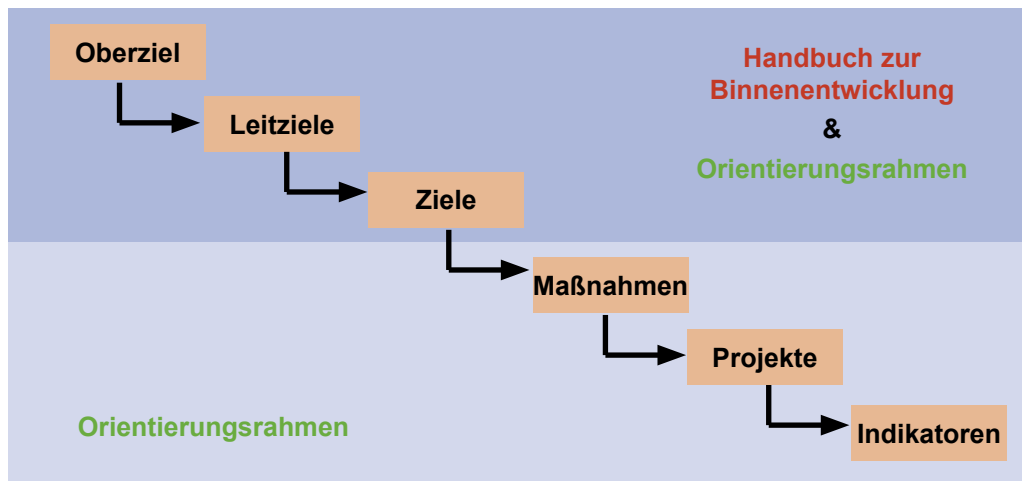 Oberziel
Handbuch zur
Binnenentwicklung
&
Orientierungsrahmen
Leitziele
Ziele
Maßnahmen
Projekte
Indikatoren
Orientierungsrahmen